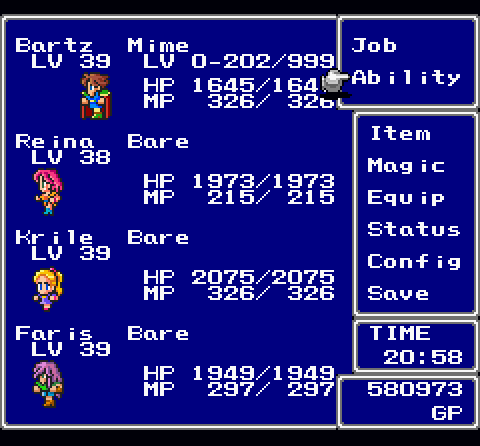 Bartz Mime
LV 39 LV 0-202/999
HP 1645/164
MP 326/ 326
Reina Bare
LV 38
HP 1973/1973
MP 215/ 215
Krile Bare
LV 39
HP 2075/2075
MP 326/ 326
Faris Bare
LV 39
HP 1949/1949
MP 297/ 297
Job
Ability
Item
Magic
Equip
Status
Config
Save
TIME
20:58
580973
GP